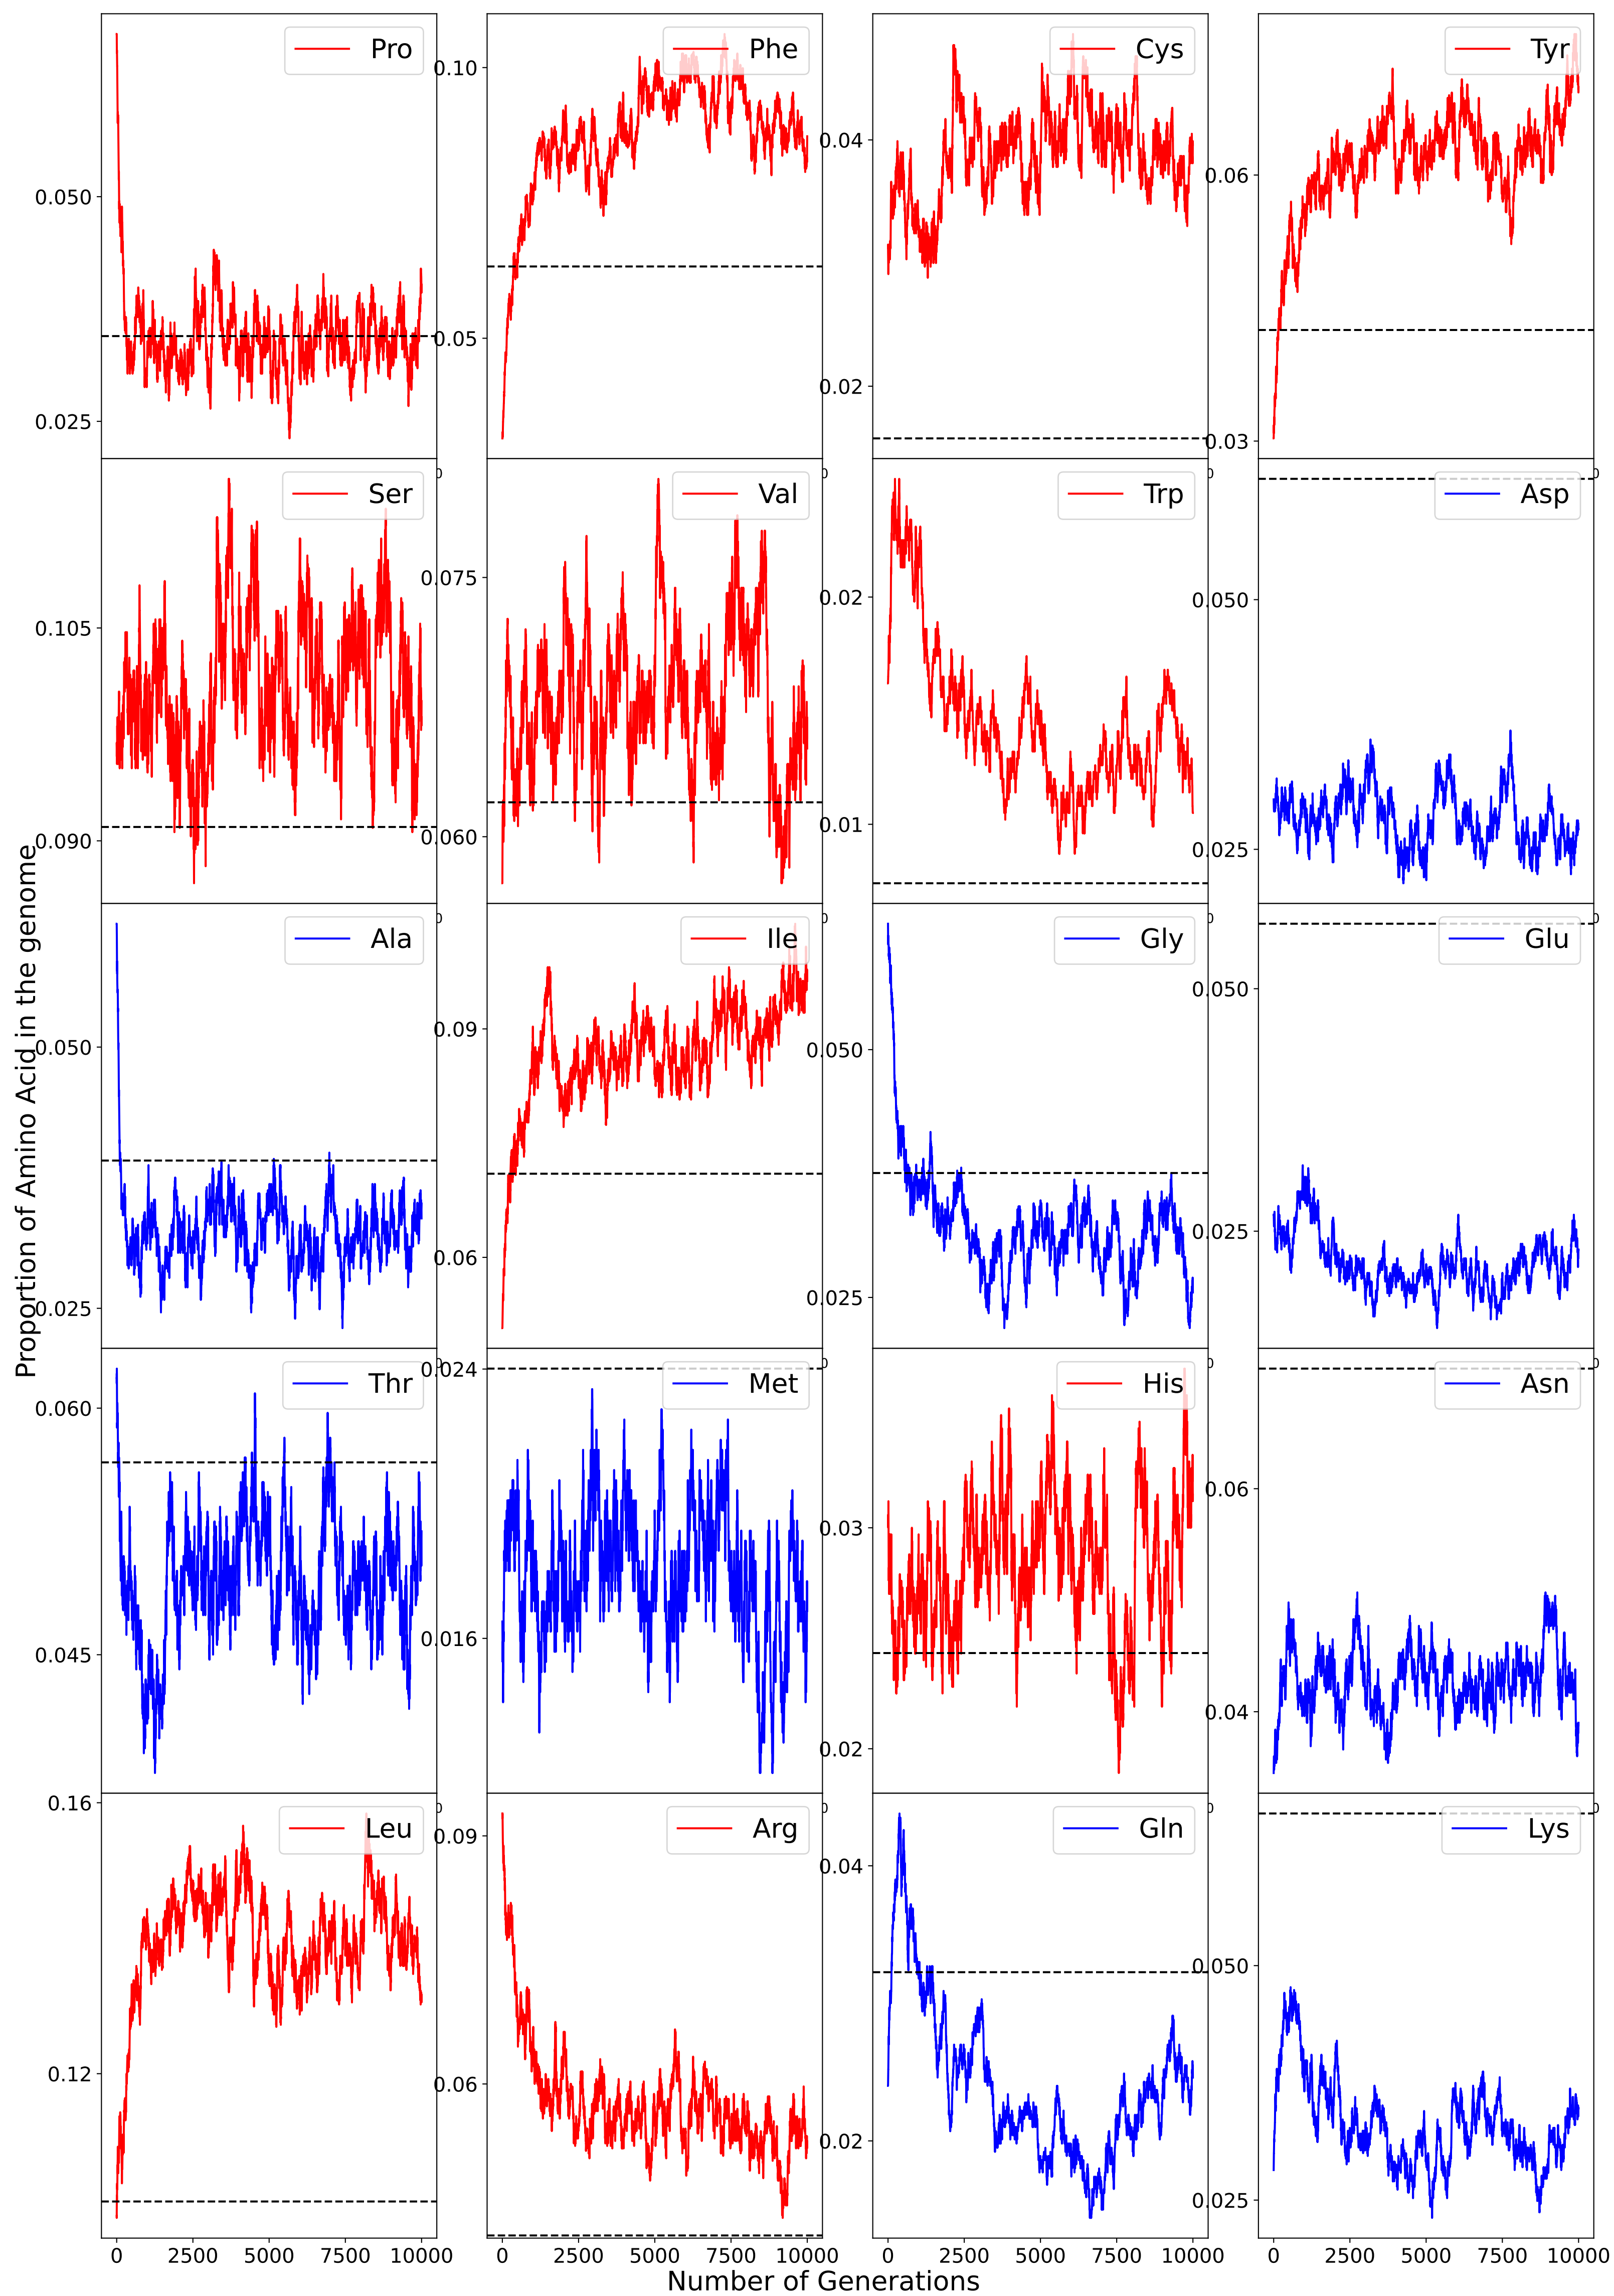 Pro
Phe
Cys
Tyr
0.050
0.025
0.10
0.05
0.04
0.02
0.06
0.03
Ser
Val
Trp
Asp
0.105
0.090
0.075
0.060
0.02
0.01
0.050
0.025
Ala
Ile
Gly
Glu
0.050
0.025
0.09
0.06
0.050
0.025
0.050
0.025
Thr
Met
His
Asn
0.060
0.045
0.024
0.016
0.03
0.02
0.06
0.04
Leu
Arg
Gln
Lys
0.16
0.12
0.09
0.06
0.04
0.02
0.050
0.025
0 2500 5000 7500 10000
0 2500 5000 7500 10000
0 2500 5000 7500 10000
0 2500 5000 7500 10000
Proportion of Amino Acid in the genome
Number of Generations